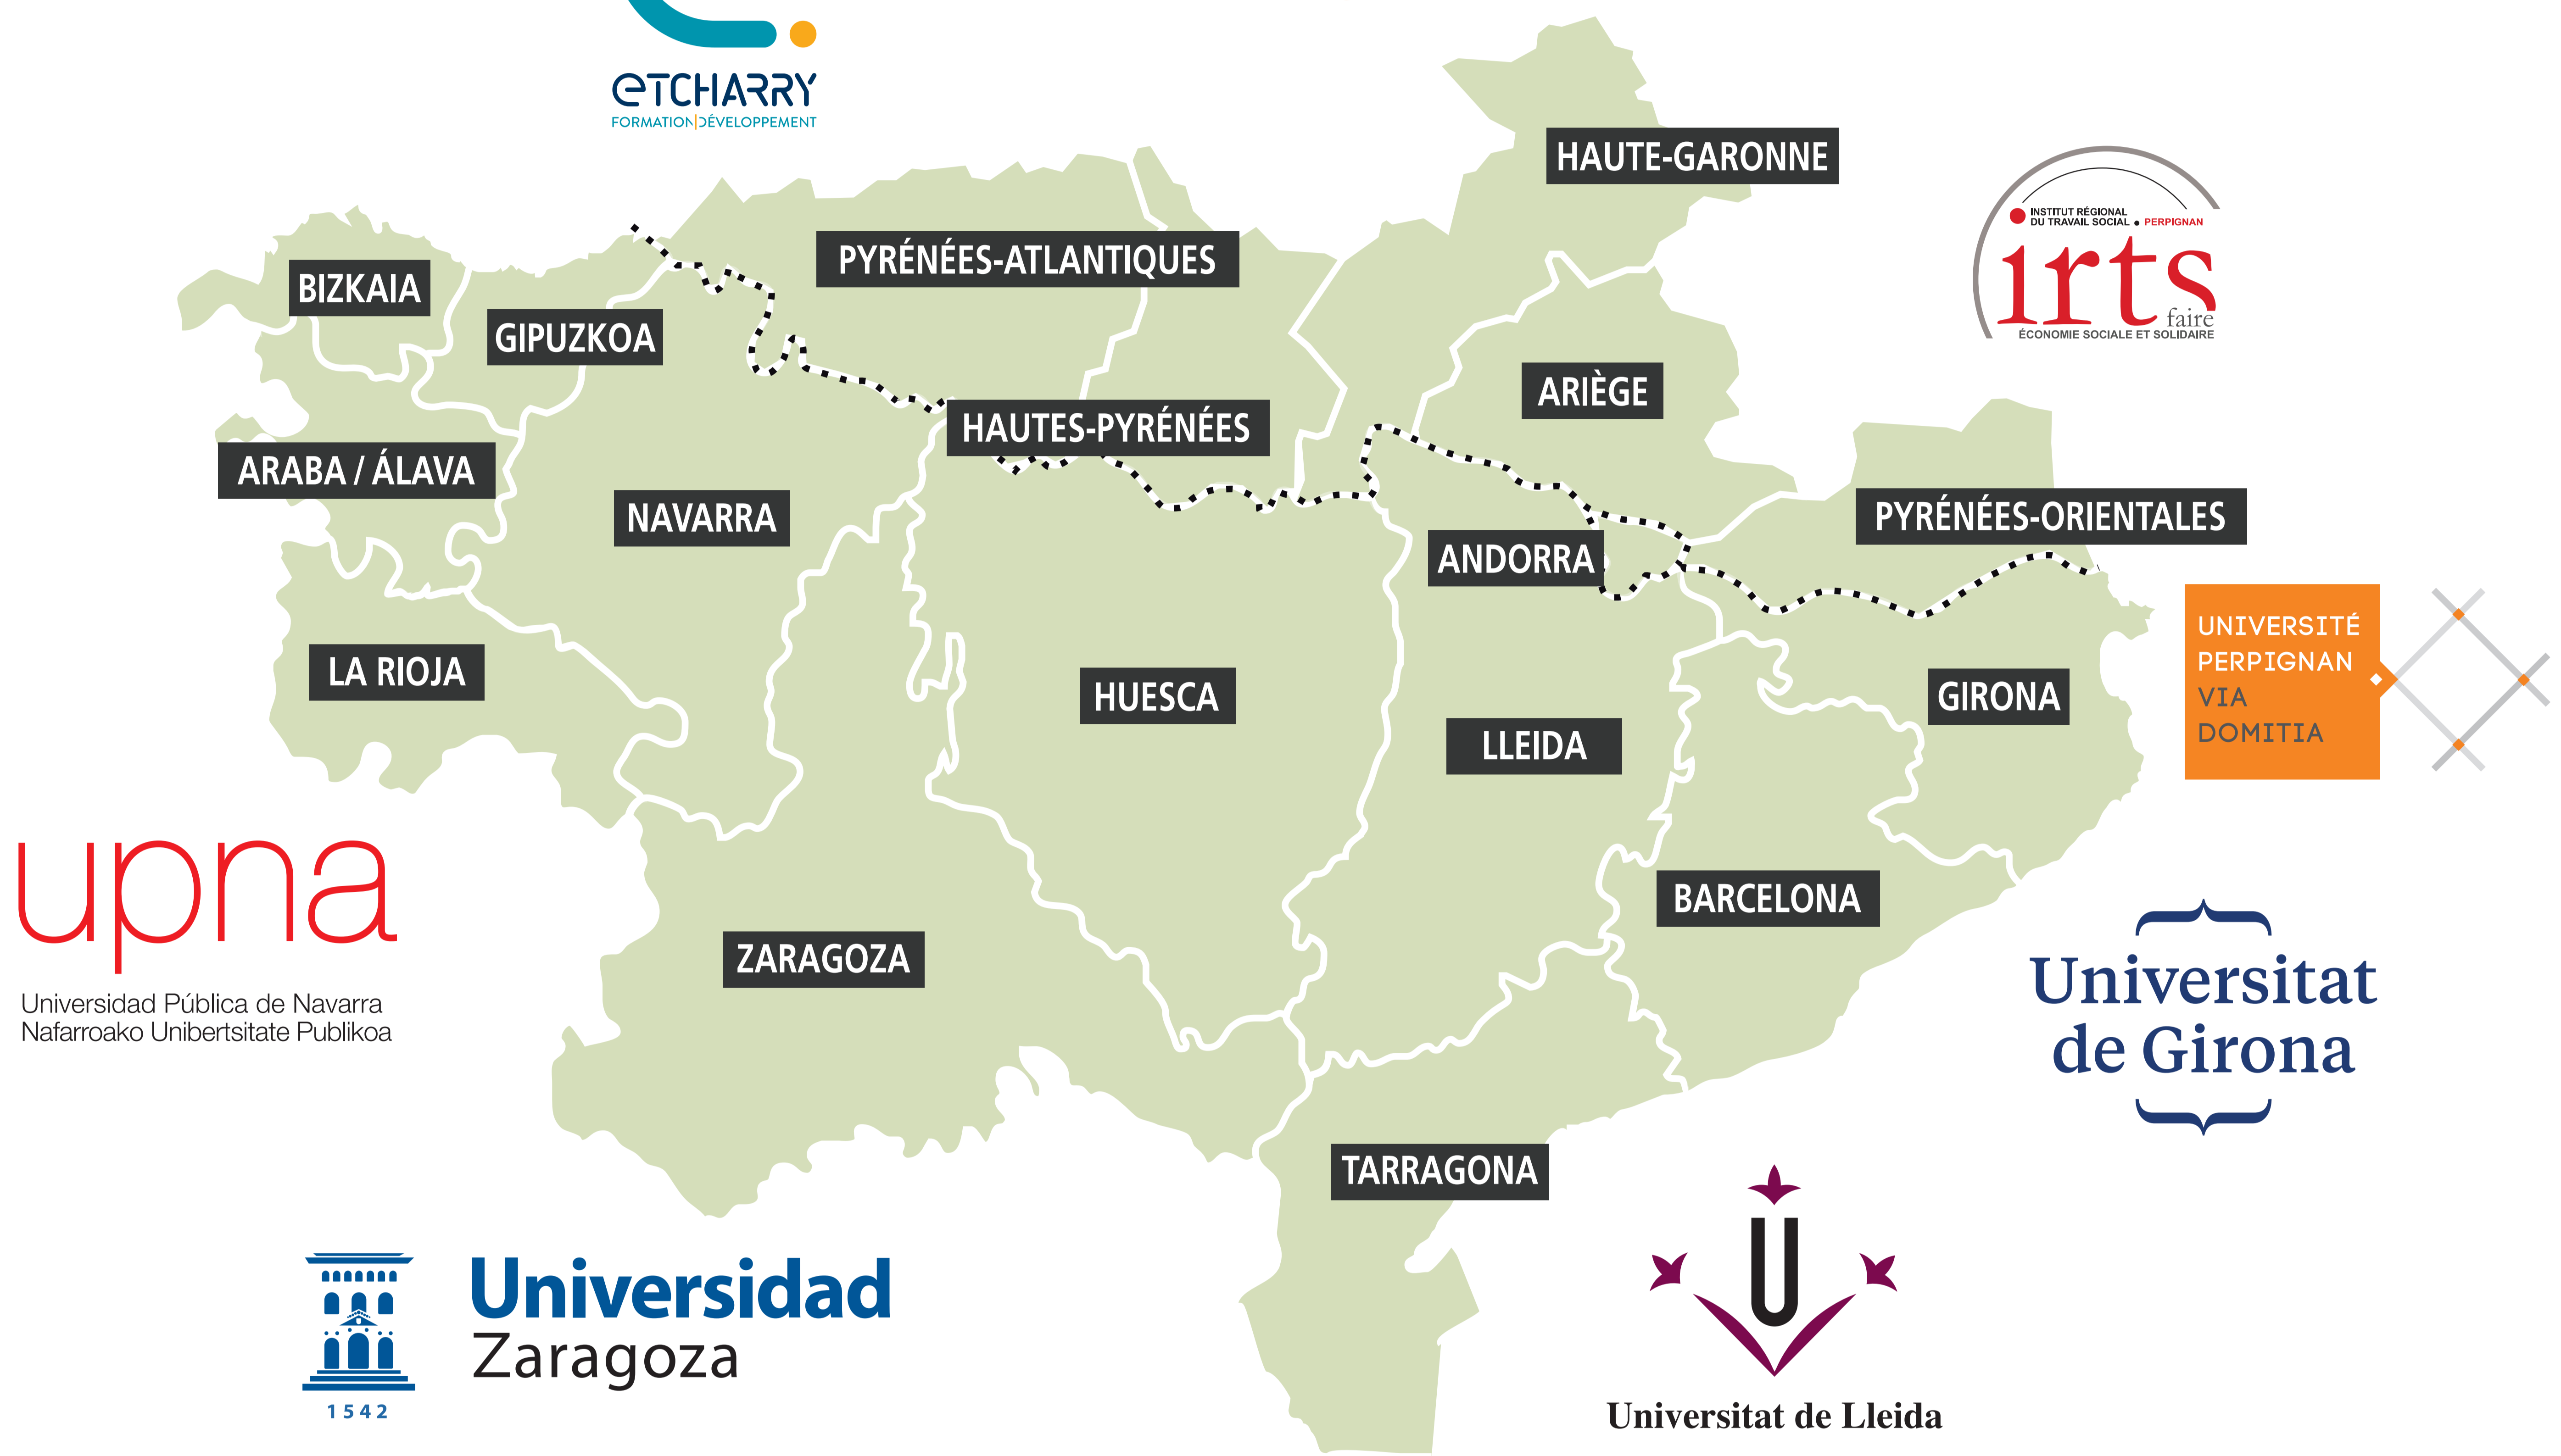 eTCHARRY
FORMATION|DÉVELOPPEMENT
HAUTE-GARONNE
INSTITUT RÉGIONAL
DU TRAVAIL SOCIAL • PERPIGNAN
irts
faire
ÉCONOMIE SOCIALE ET SOLIDAIRE
PYRÉNÉES-ATLANTIQUES
BIZKAIA
GIPUZKOA
ARIÈGE
HAUTES-PYRÉNÉES
ARABA / ÁLAVA
NAVARRA
PYRÉNÉES-ORIENTALES
ANDORRA
UNIVERSITÉ
PERPIGNAN
VIA
DOMITIA
LA RIOJA
HUESCA
GIRONA
LLEIDA
upna
Universidad Pública de Navarra
Nafarroako Unibertsitate Publikoa
BARCELONA
ZARAGOZA
Universitat
de Girona
TARRAGONA
Universidad
Zaragoza
1542
U
Universitat de Lleida